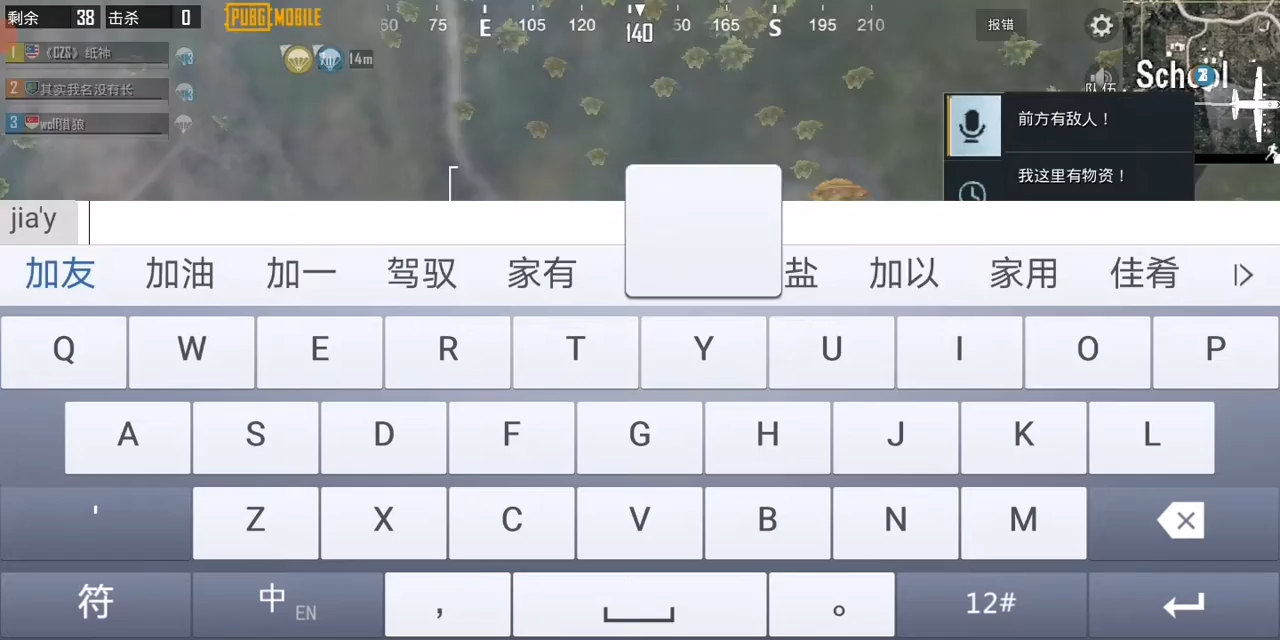 剩余 38 击杀 0
PUBG MOBILE
60 75 E 105 120 140 50 165 S 195 210
报错
1 《CZS》纸神
14m
2 其实我名没有长
3 wolf猎狼
队伍
School
前方有敌人！
我这里有物资！
jia'y
加友 加油 加一 驾驭 家有 盐 加以 家用 佳肴
Q W E R T Y U I O P
A S D F G H J K L
' Z X C V B N M
符 中 EN ， 。 12#